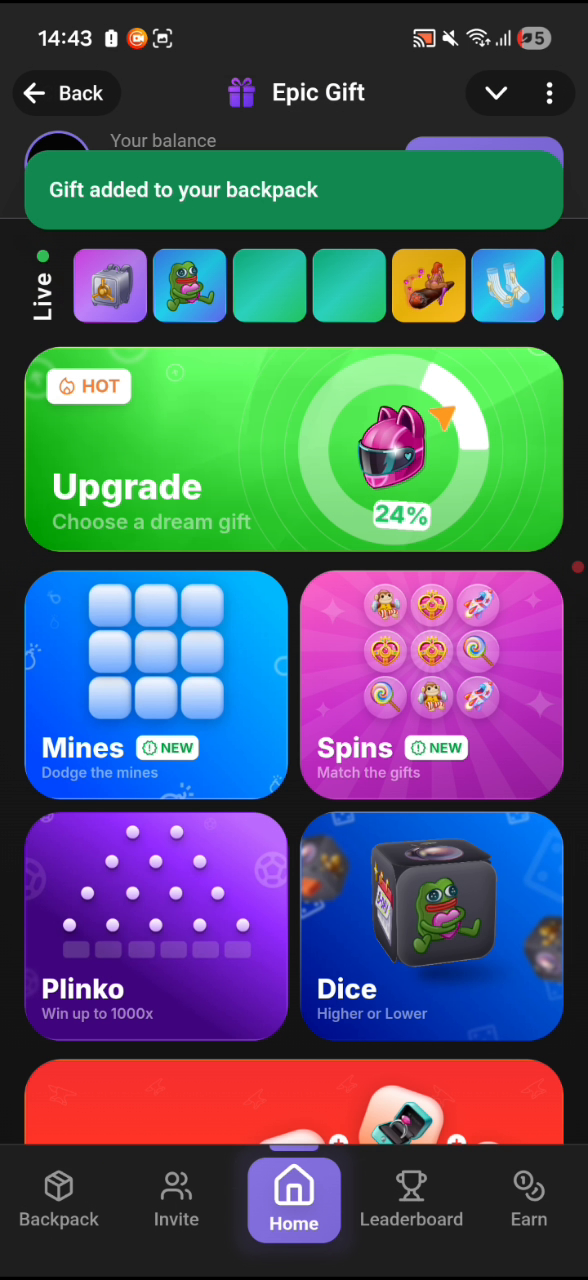 14:43
5
Back
Epic Gift
Your balance
Gift added to your backpack
Live
HOT
Upgrade
Choose a dream gift
24%
Mines NEW
Dodge the mines
Spins NEW
Match the gifts
Plinko
Win up to 1000x
Dice
Higher or Lower
Backpack
Invite
Home
Leaderboard
Earn